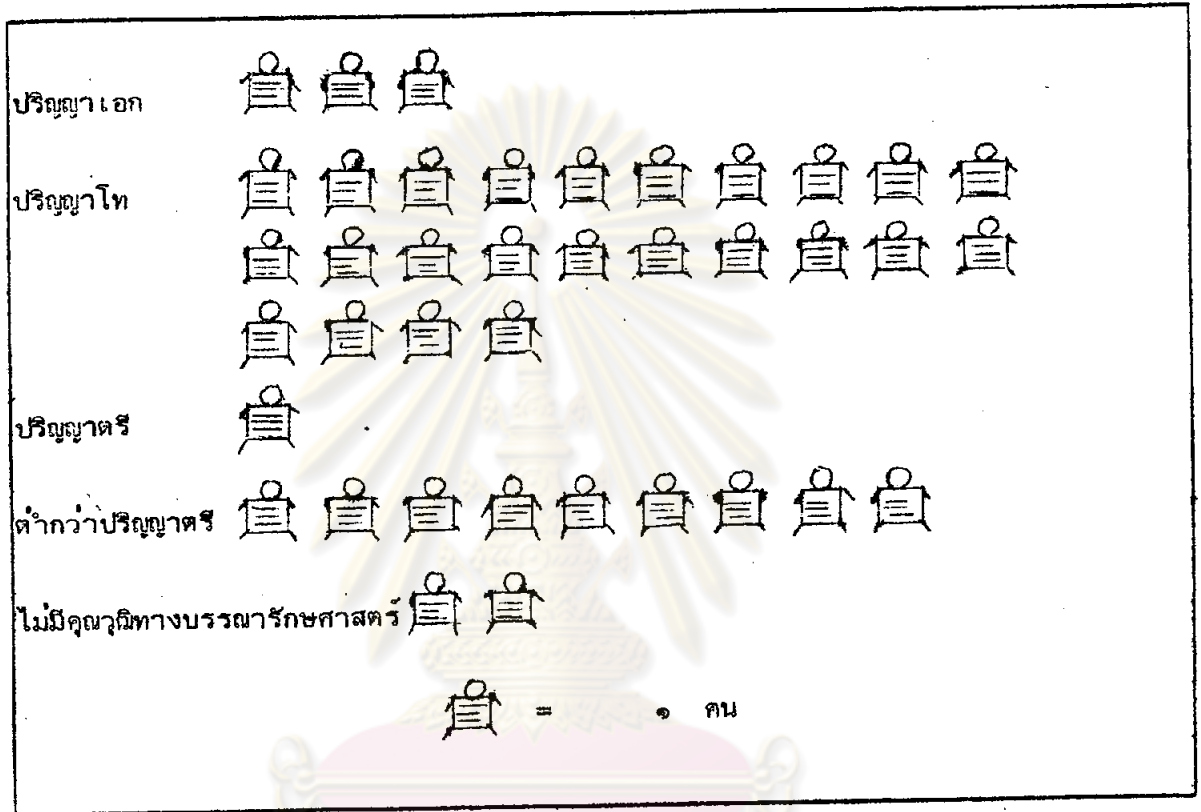 ปริญญาเอก
ปริญญาโท
ปริญญาตรี
ต่ำกว่าปริญญาตรี
ไม่มีคุณวุฒิทางบรรณารักษศาสตร์
= ๑ คน